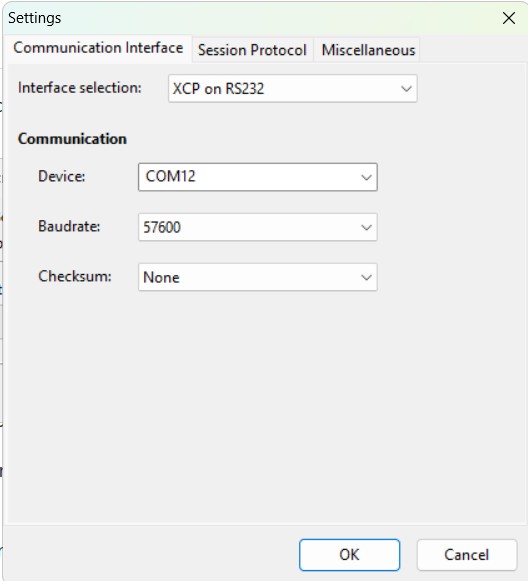 Settings
Communication Interface Session Protocol Miscellaneous
Interface selection: XCP on RS232
Communication
Device: COM12
Baudrate: 57600
Checksum: None
OK Cancel